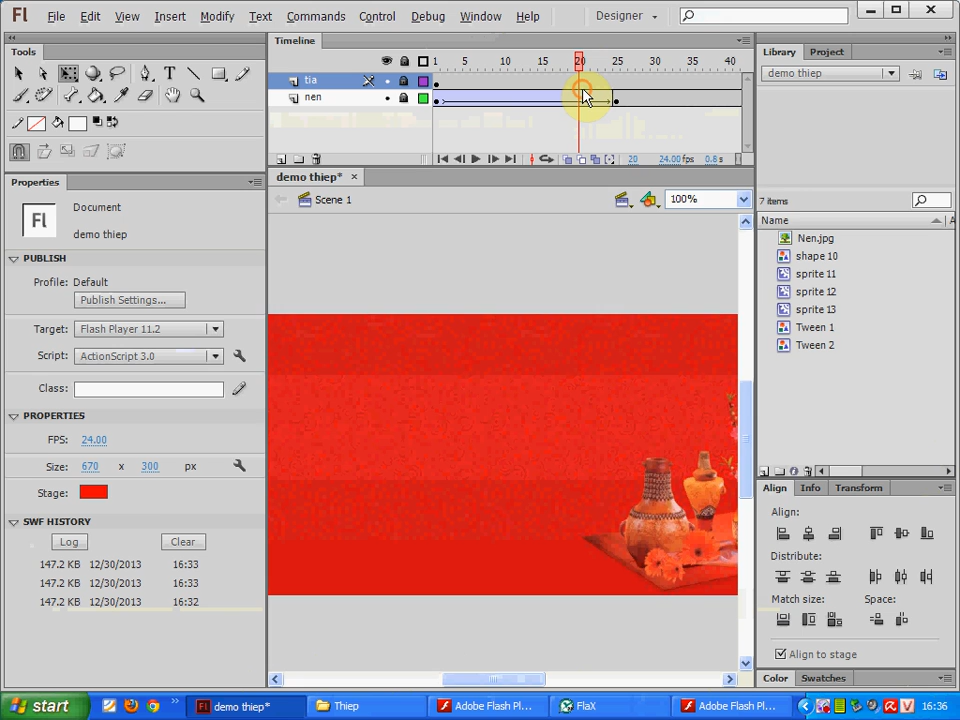 Fl File Edit View Insert Modify Text Commands Control Debug Window Help Designer
Tools
Timeline
Library Project
1 5 10 15 20 25 30 35 40
tia
nen
demo thiep
20 24.00 fps 0.8 s
Properties
demo thiep*
Scene 1
100%
7 items
Fl
Document
demo thiep
Name
Nen.jpg
shape 10
sprite 11
sprite 12
sprite 13
Tween 1
Tween 2
PUBLISH
Profile: Default
Publish Settings...
Target: Flash Player 11.2
Script: ActionScript 3.0
Class:
PROPERTIES
FPS: 24.00
Size: 670 x 300 px
Stage:
SWF HISTORY
Log Clear
147.2 KB 12/30/2013 16:33
147.2 KB 12/30/2013 16:33
147.2 KB 12/30/2013 16:32
Align Info Transform
Align:
Distribute:
Match size: Space:
Align to stage
Color Swatches
start
Fl demo thiep*
Thiep
Adobe Flash Pl...
FlaX
Adobe Flash Pl...
16:36